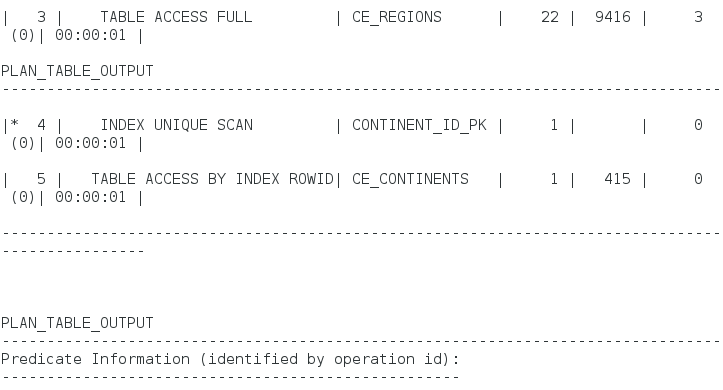 |   3 |    TABLE ACCESS FULL         | CE_REGIONS      |    22 |  9416 |     3
 (0)| 00:00:01 |
PLAN_TABLE_OUTPUT
--------------------------------------------------------------------------------
|*  4 |    INDEX UNIQUE SCAN         | CONTINENT_ID_PK |     1 |       |     0
 (0)| 00:00:01 |
|   5 |   TABLE ACCESS BY INDEX ROWID| CE_CONTINENTS   |     1 |   415 |     0
 (0)| 00:00:01 |
--------------------------------------------------------------------------------
----------------
PLAN_TABLE_OUTPUT
--------------------------------------------------------------------------------
Predicate Information (identified by operation id):
---------------------------------------------------